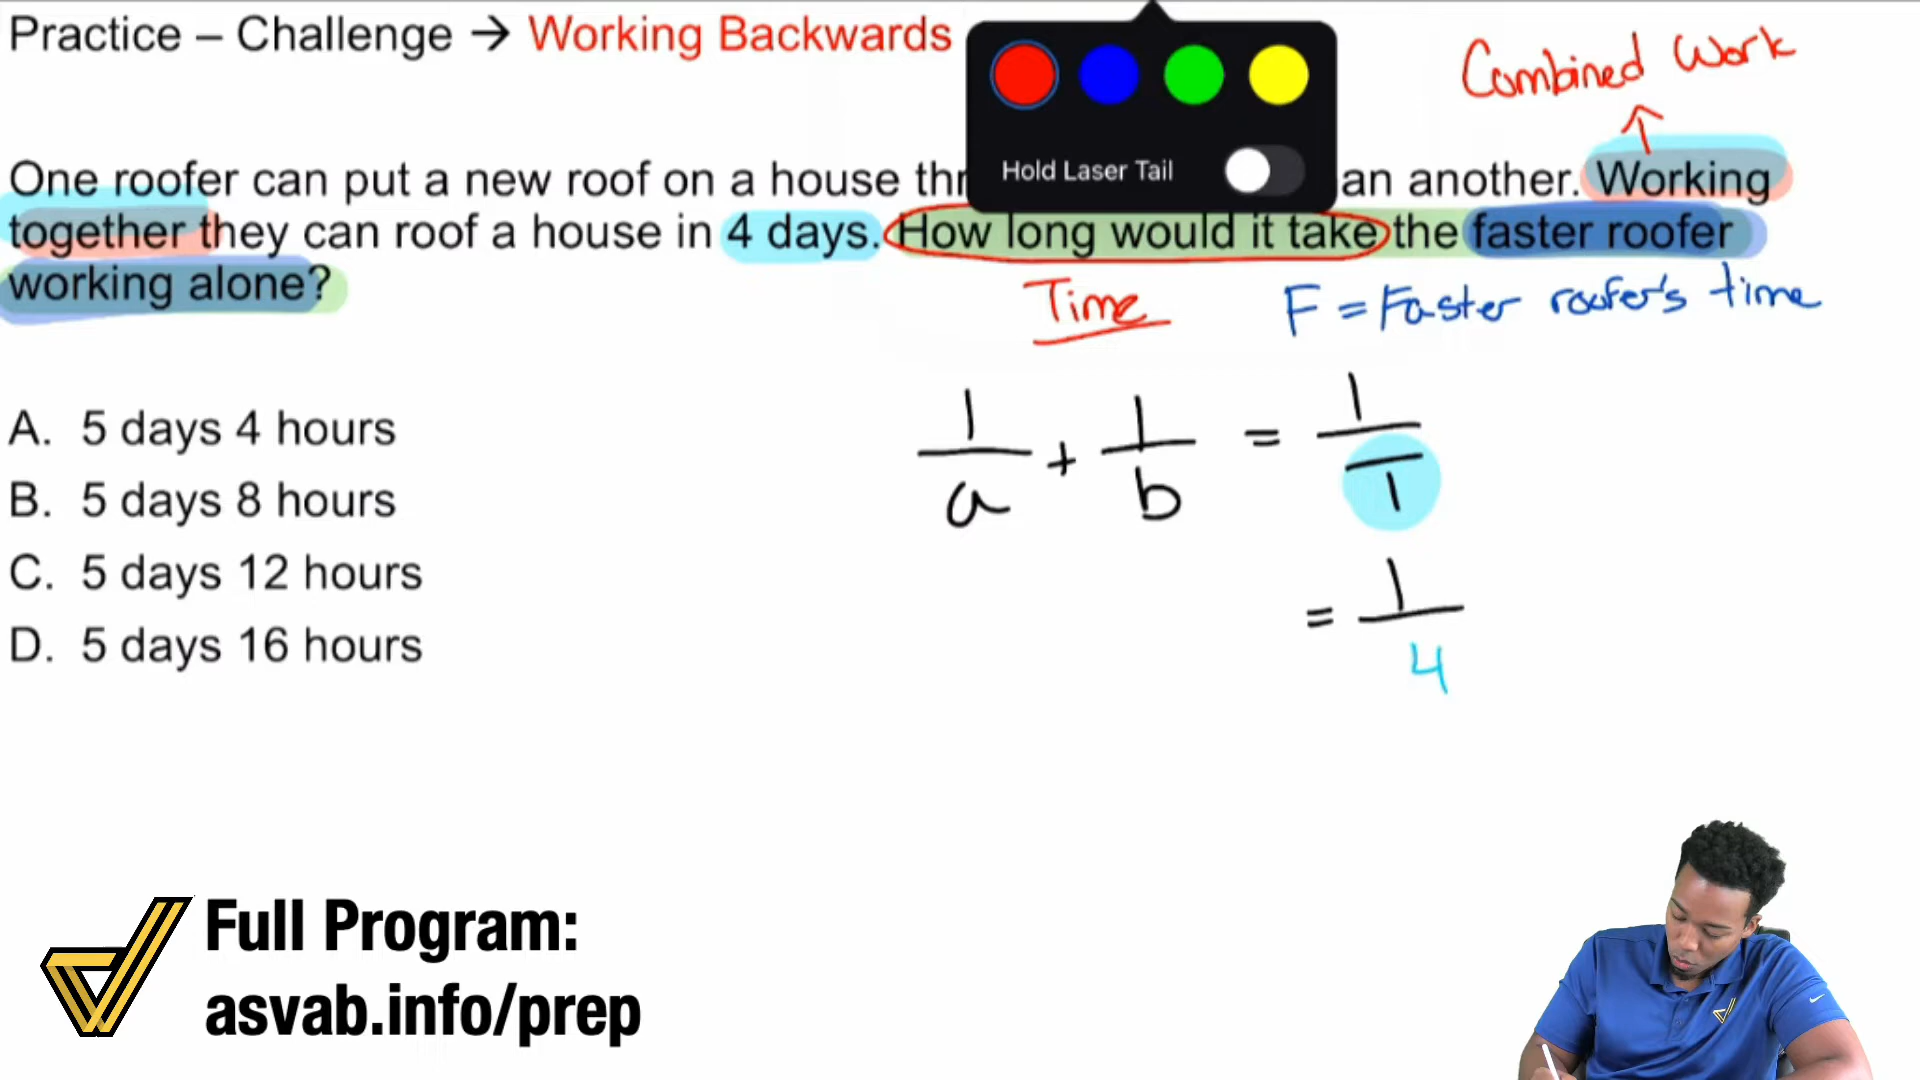 Practice – Challenge → Working Backwards
Combined Work
Hold Laser Tail
One roofer can put a new roof on a house an another. Working
together they can roof a house in 4 days. How long would it take the faster roofer
working alone?
Time
F = Faster roofer's time
A. 5 days 4 hours
B. 5 days 8 hours
C. 5 days 12 hours
D. 5 days 16 hours
1/a + 1/b = 1/T
= 1/4
Full Program:
asvab.info/prep